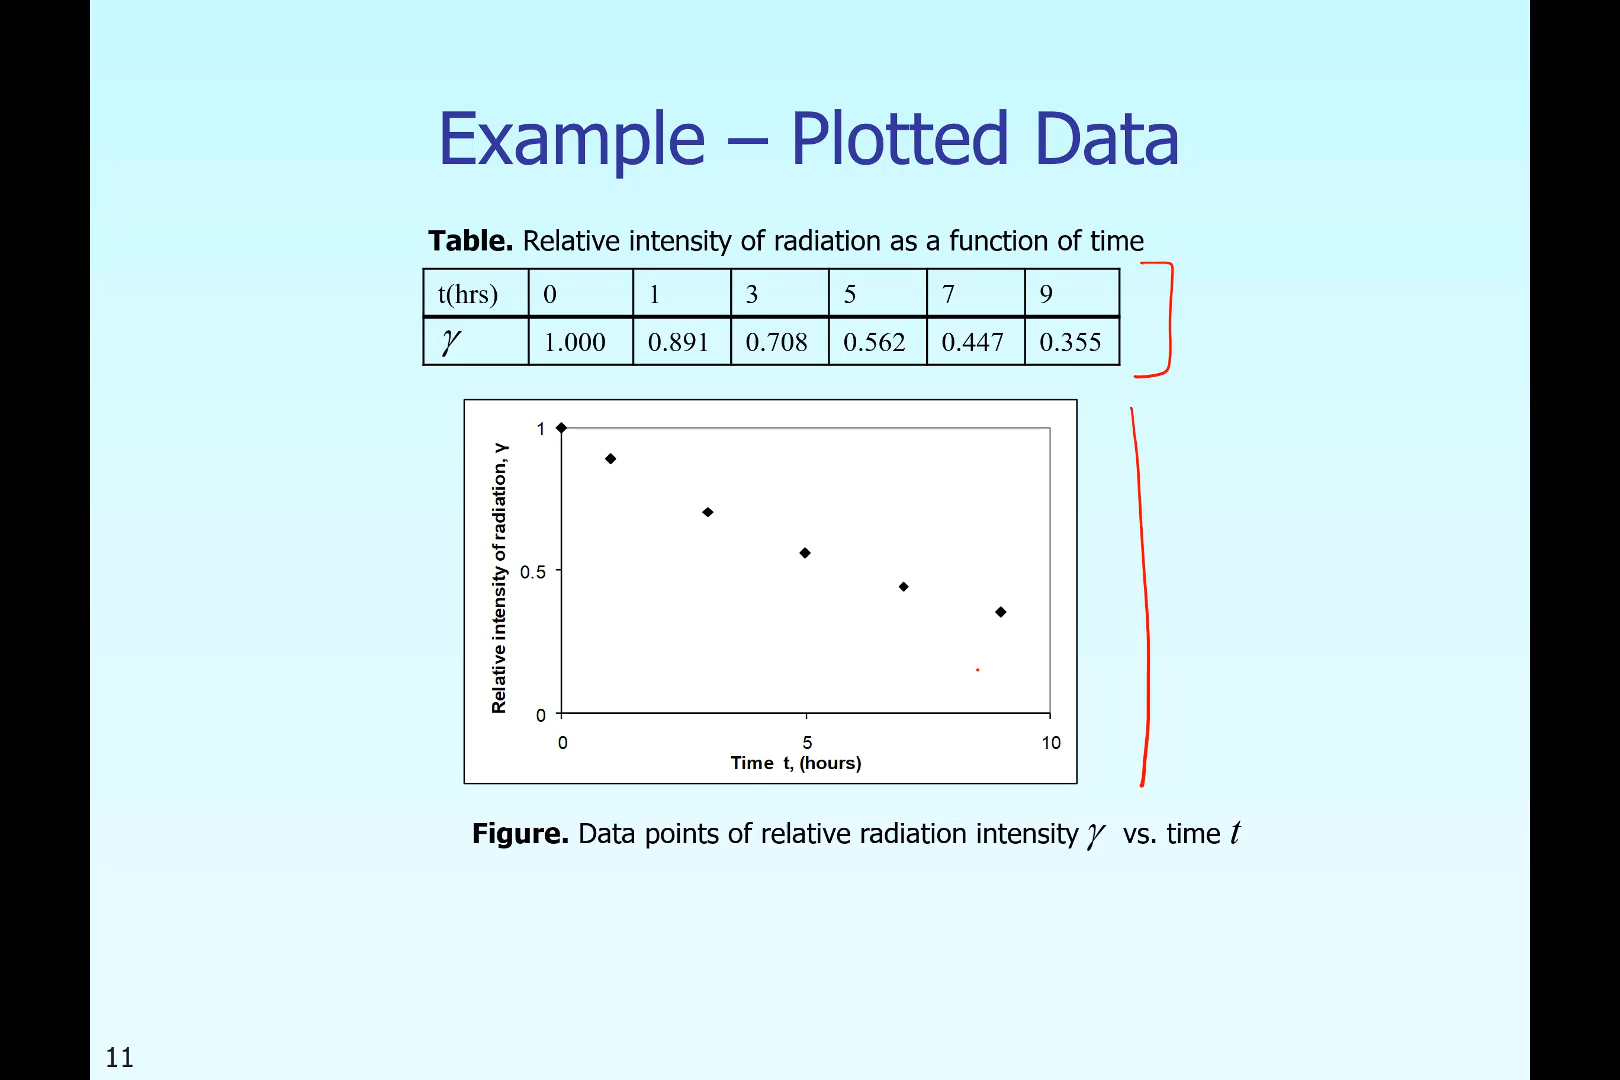 Example – Plotted Data
Table. Relative intensity of radiation as a function of time
t(hrs) 0 1 3 5 7 9
γ 1.000 0.891 0.708 0.562 0.447 0.355
Relative intensity of radiation, γ
1
0.5
0
0 5 10
Time t, (hours)
Figure. Data points of relative radiation intensity γ vs. time t
11